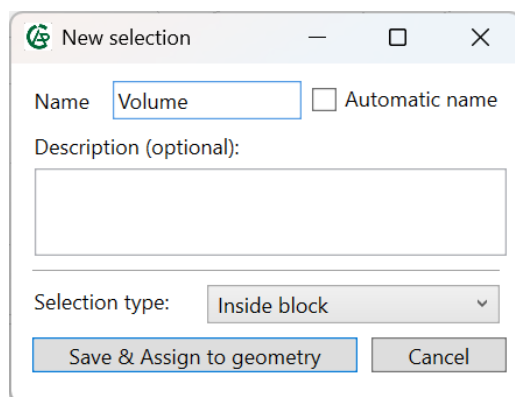 New selection
Name Volume Automatic name
Description (optional):
Selection type: Inside block
Save & Assign to geometry Cancel